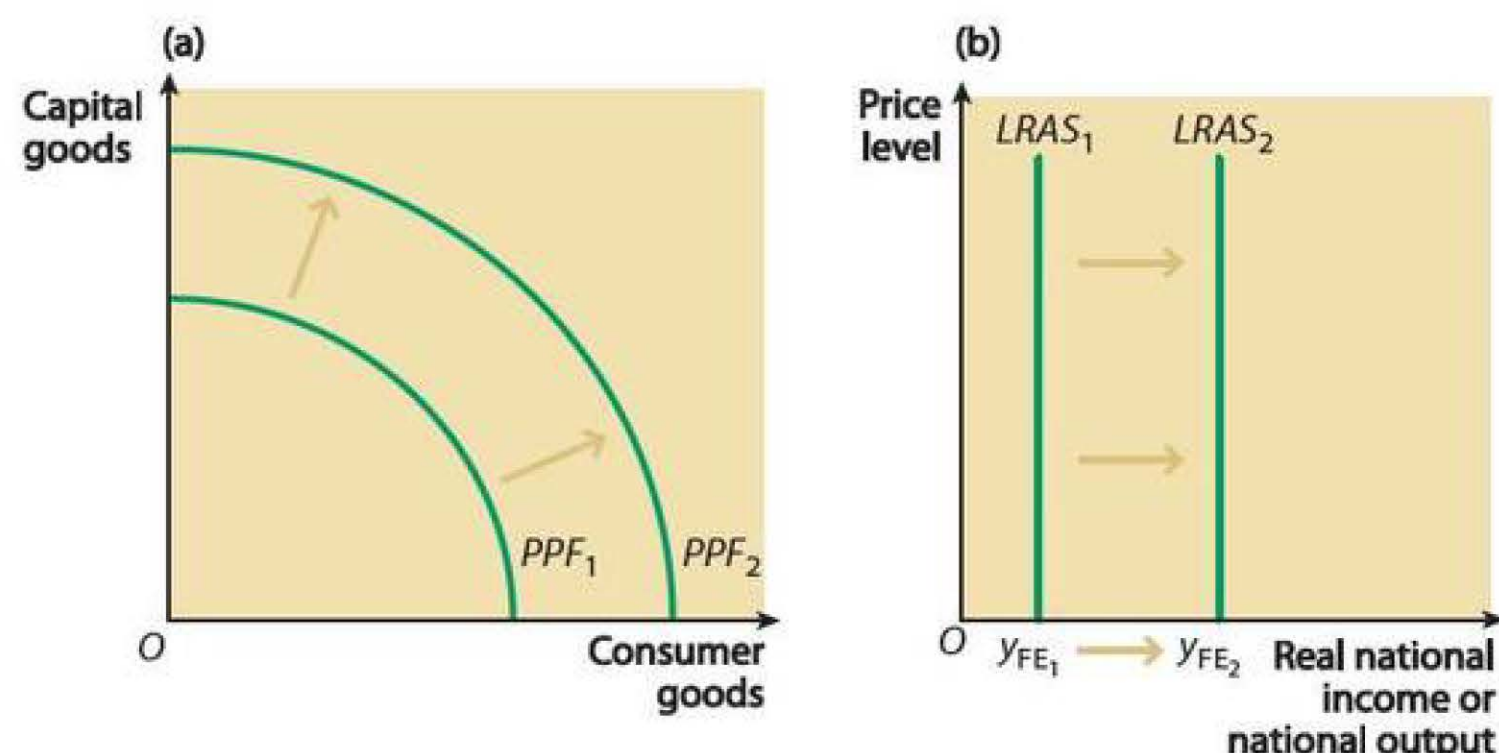 (a)
Capital
goods
PPF₁
PPF₂
O
Consumer
goods
(b)
Price
level
LRAS₁
LRAS₂
O
yFE₁
yFE₂
Real national
income or
national output